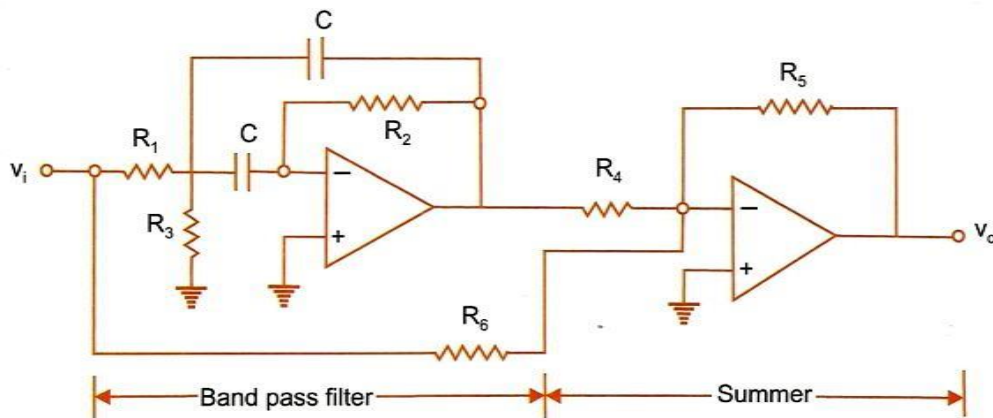 C
R₅
R₁
C
R₂
vᵢ
R₄
−
−
R₃
vₒ
+
+
R₆
Band pass filter
Summer